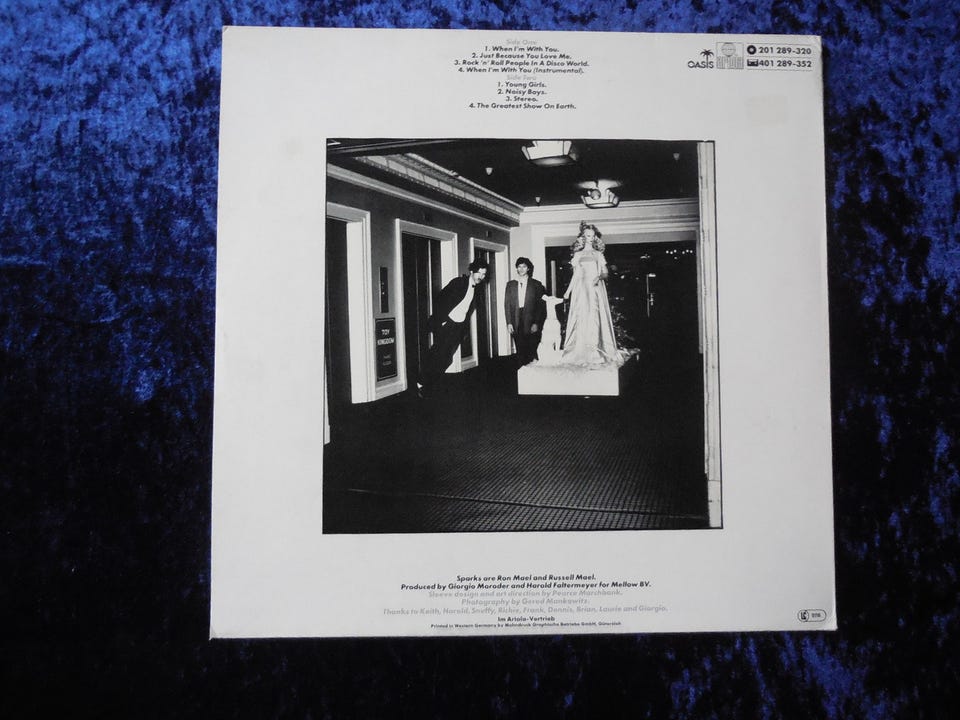 Side One
1. When I'm With You.
2. Just Because You Love Me.
3. Rock 'n' Roll People In A Disco World.
4. When I'm With You (Instrumental).
Side Two
1. Young Girls.
2. Noisy Boys.
3. Stereo.
4. The Greatest Show On Earth.
OASIS
ariola
201 289-320
401 289-352
TOY
KINGDOM
Sparks are Ron Mael and Russell Mael.
Produced by Giorgio Moroder and Harold Faltermeyer for Mellow BV.
Sleeve design and art direction by Pearce Marchbank.
Photography by Gered Mankowitz.
Thanks to Keith, Harold, Snuffy, Richie, Frank, Dennis, Brian, Laurie and Giorgio.
Im Ariola-Vertrieb
Printed in Western Germany by Mohndruck Graphische Betriebe GmbH, Gütersloh